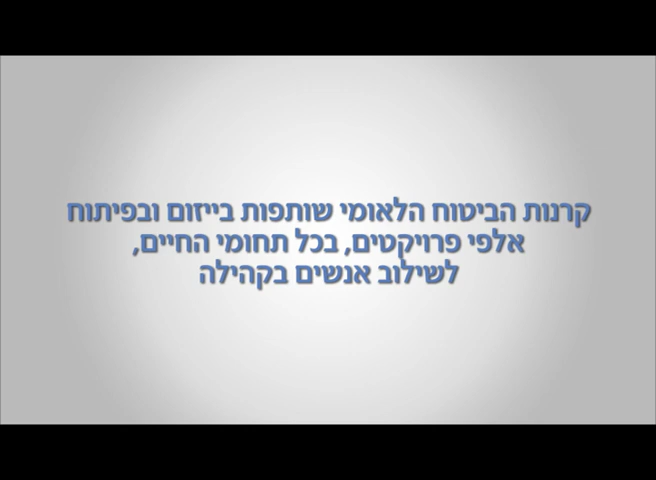 קרנות הביטוח הלאומי שותפות בייזום ובפיתוח
אלפי פרויקטים, בכל תחומי החיים,
לשילוב אנשים בקהילה